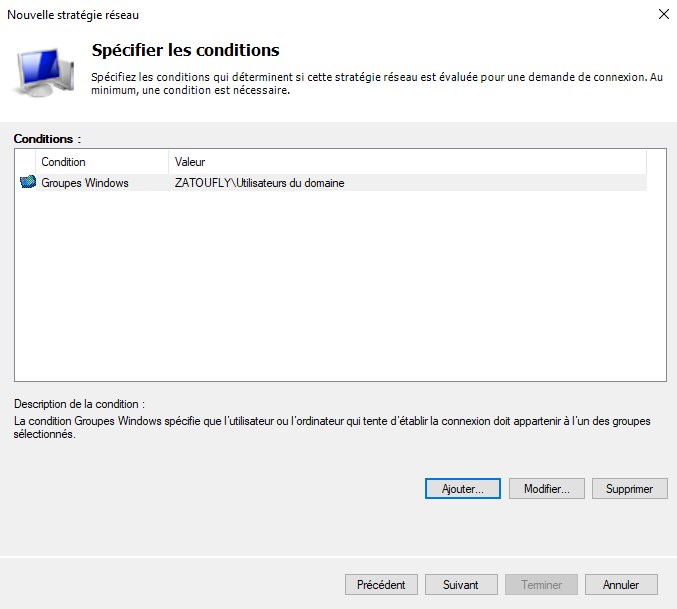 Nouvelle stratégie réseau
Spécifier les conditions
Spécifiez les conditions qui déterminent si cette stratégie réseau est évaluée pour une demande de connexion. Au
minimum, une condition est nécessaire.
Conditions :
Condition Valeur
Groupes Windows ZATOUFLY\Utilisateurs du domaine
Description de la condition :
La condition Groupes Windows spécifie que l'utilisateur ou l'ordinateur qui tente d'établir la connexion doit appartenir à l'un des groupes
sélectionnés.
Ajouter... Modifier... Supprimer
Précédent Suivant Terminer Annuler